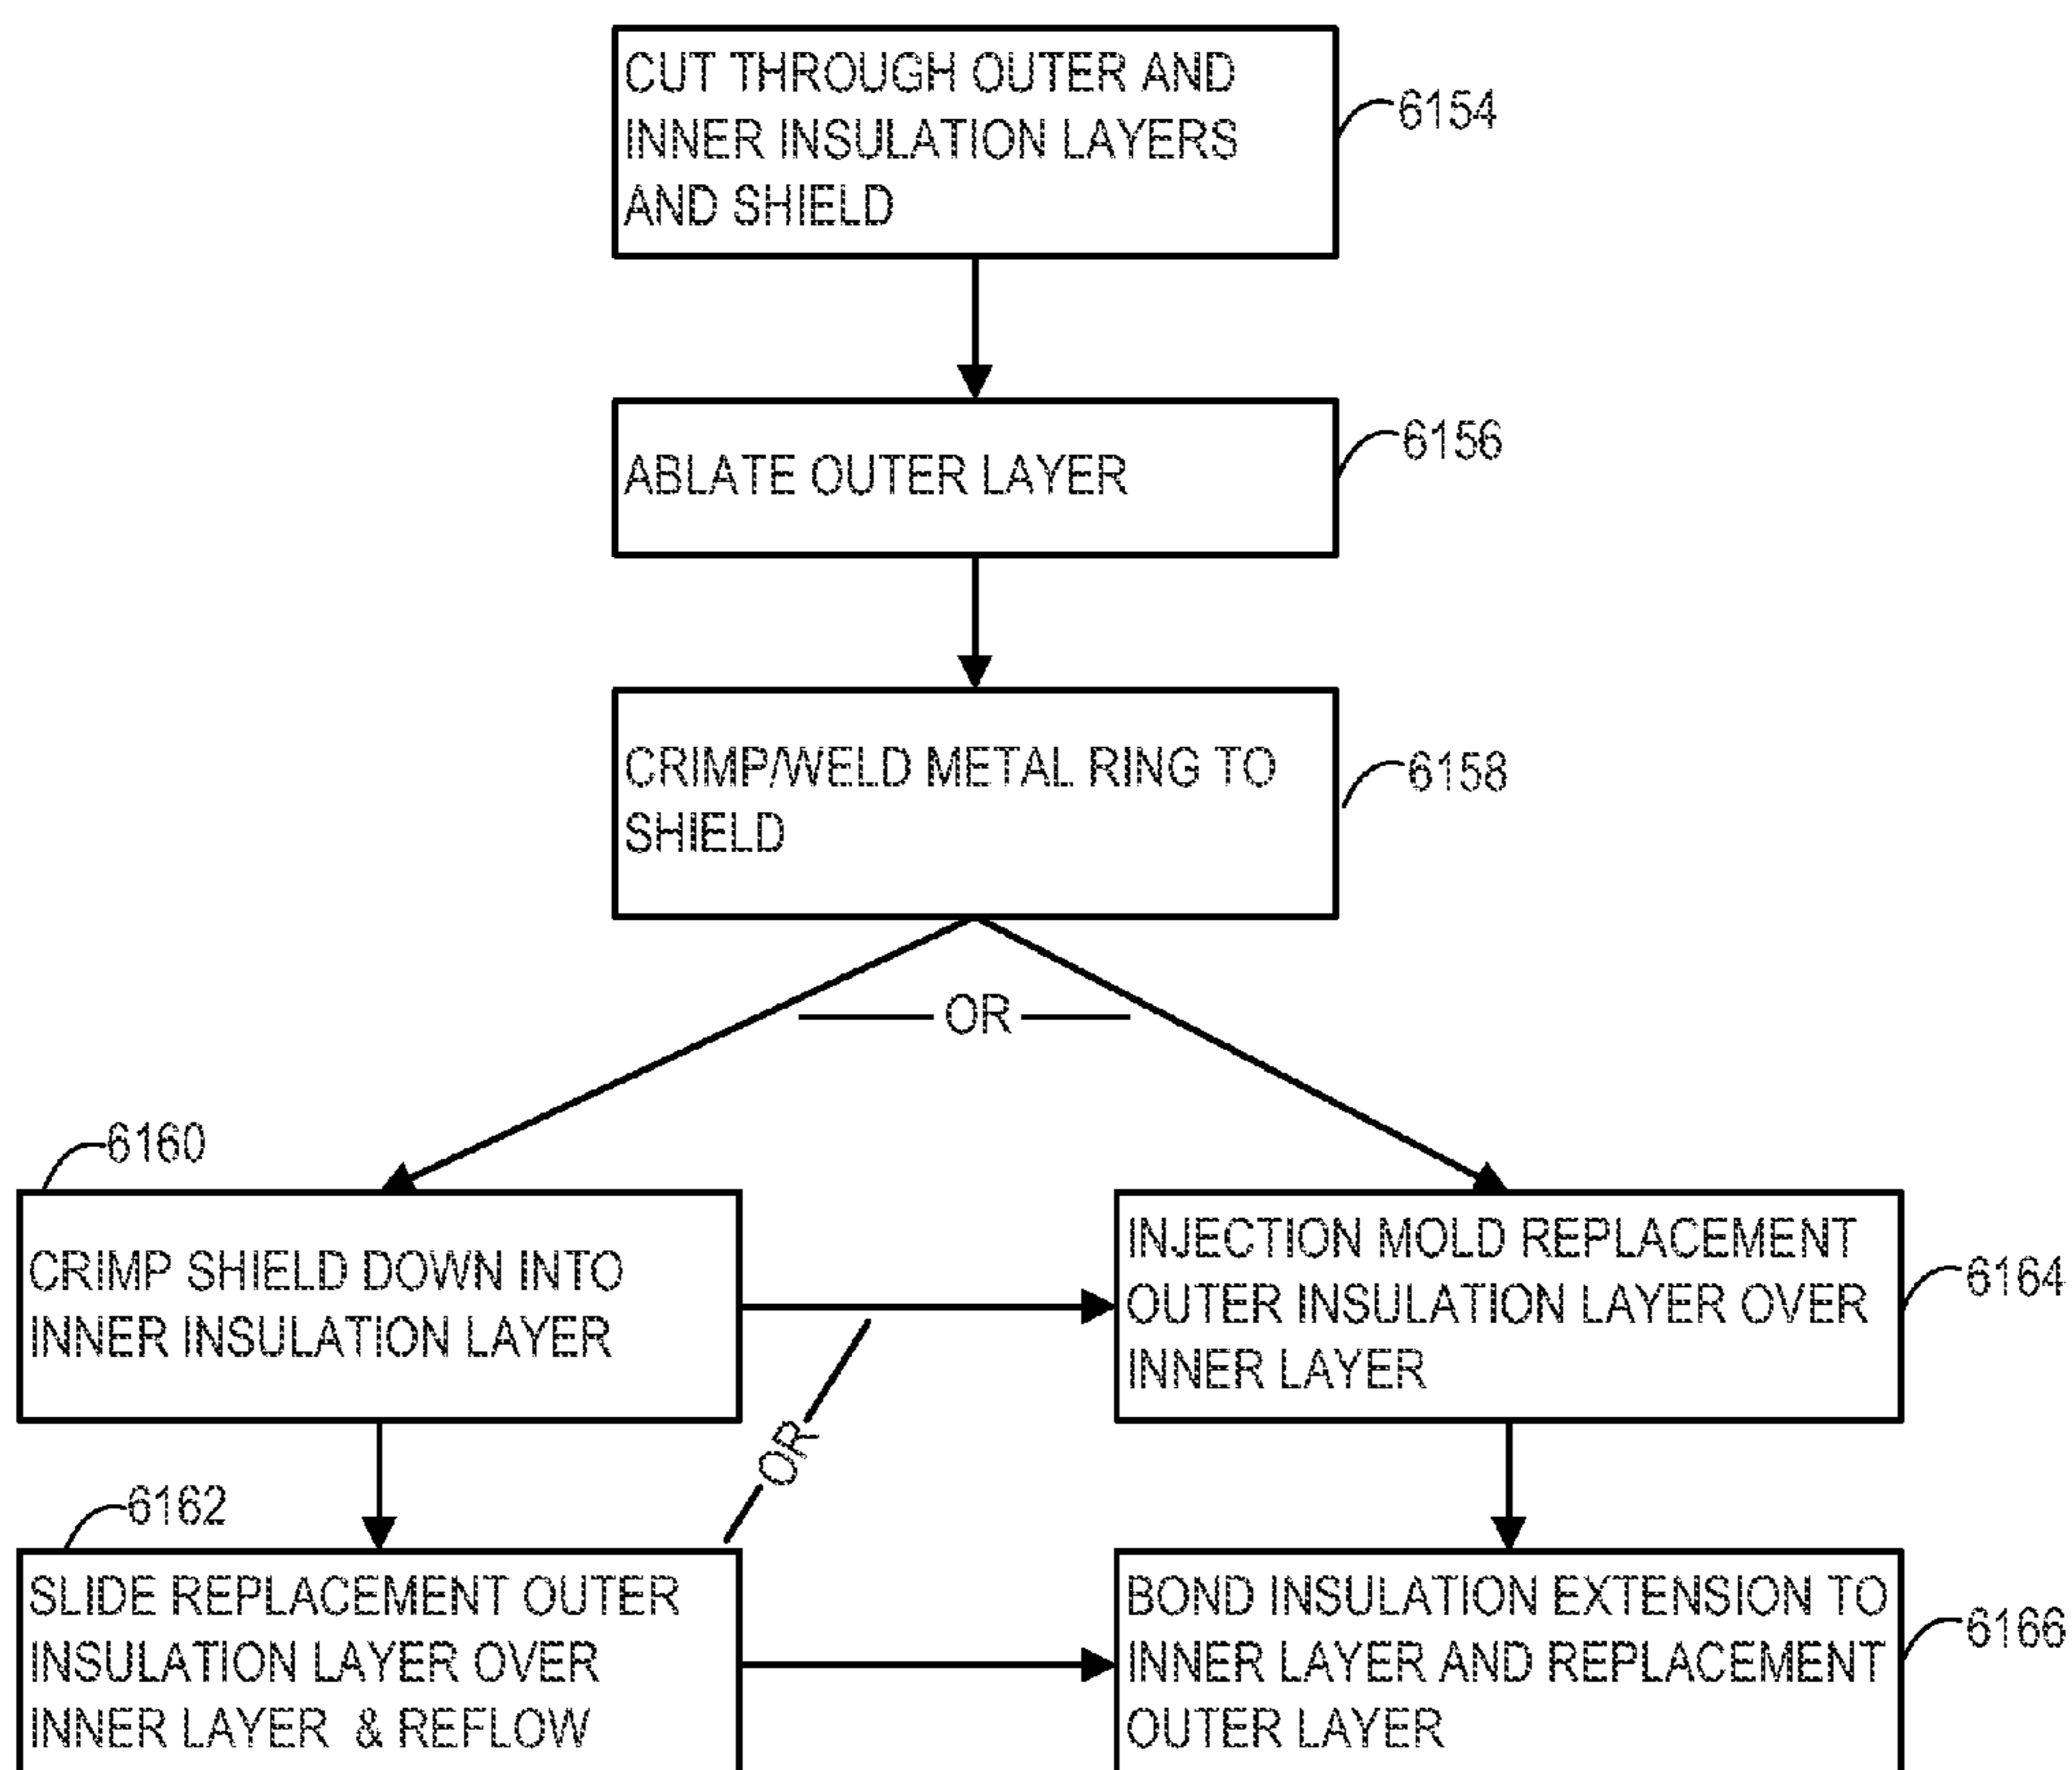 CUT THROUGH OUTER AND
INNER INSULATION LAYERS
AND SHIELD
6154
ABLATE OUTER LAYER
6156
CRIMP/WELD METAL RING TO
SHIELD
6158
OR
6160
CRIMP SHIELD DOWN INTO
INNER INSULATION LAYER
INJECTION MOLD REPLACEMENT
OUTER INSULATION LAYER OVER
INNER LAYER
6164
OR
6162
SLIDE REPLACEMENT OUTER
INSULATION LAYER OVER
INNER LAYER & REFLOW
BOND INSULATION EXTENSION TO
INNER LAYER AND REPLACEMENT
OUTER LAYER
6166